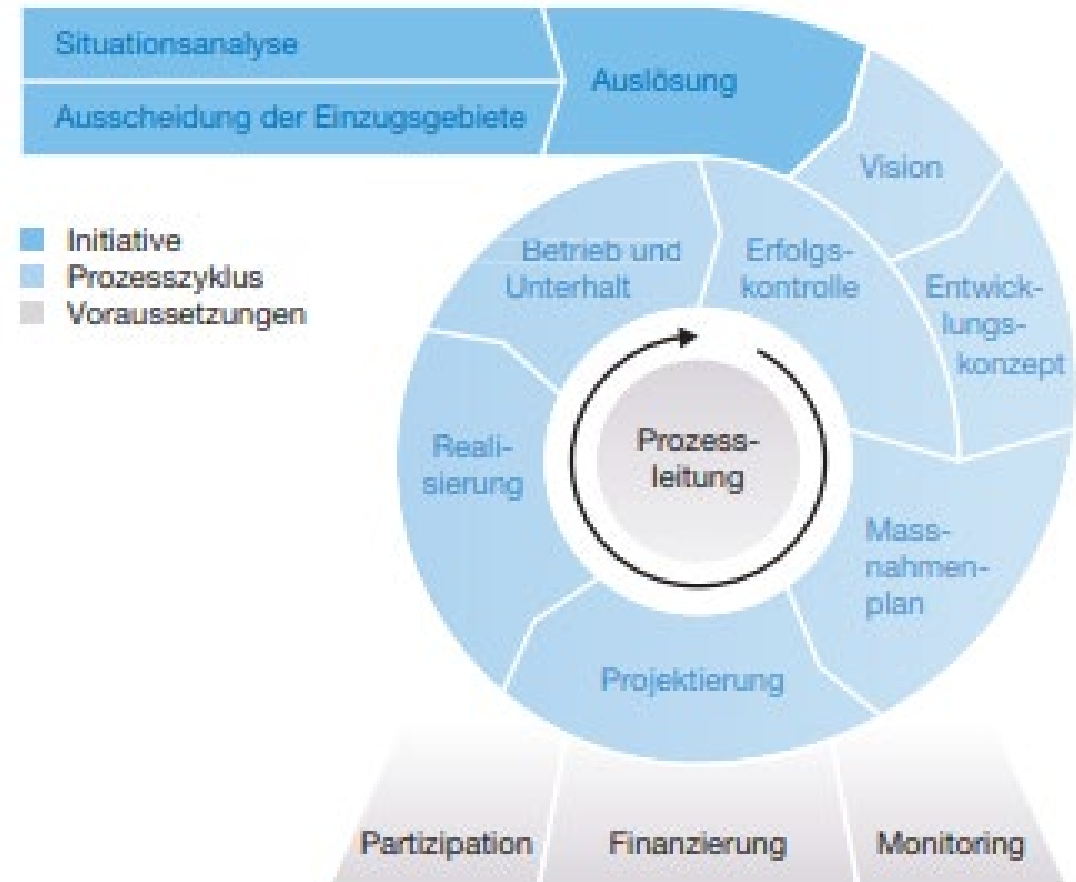 Situationsanalyse
Ausscheidung der Einzugsgebiete
Auslösung
Vision
Entwick-
lungs-
konzept
Initiative
Prozesszyklus
Voraussetzungen
Betrieb und
Unterhalt
Erfolgs-
kontrolle
Reali-
sierung
Prozess-
leitung
Mass-
nahmen-
plan
Projektierung
Partizipation
Finanzierung
Monitoring